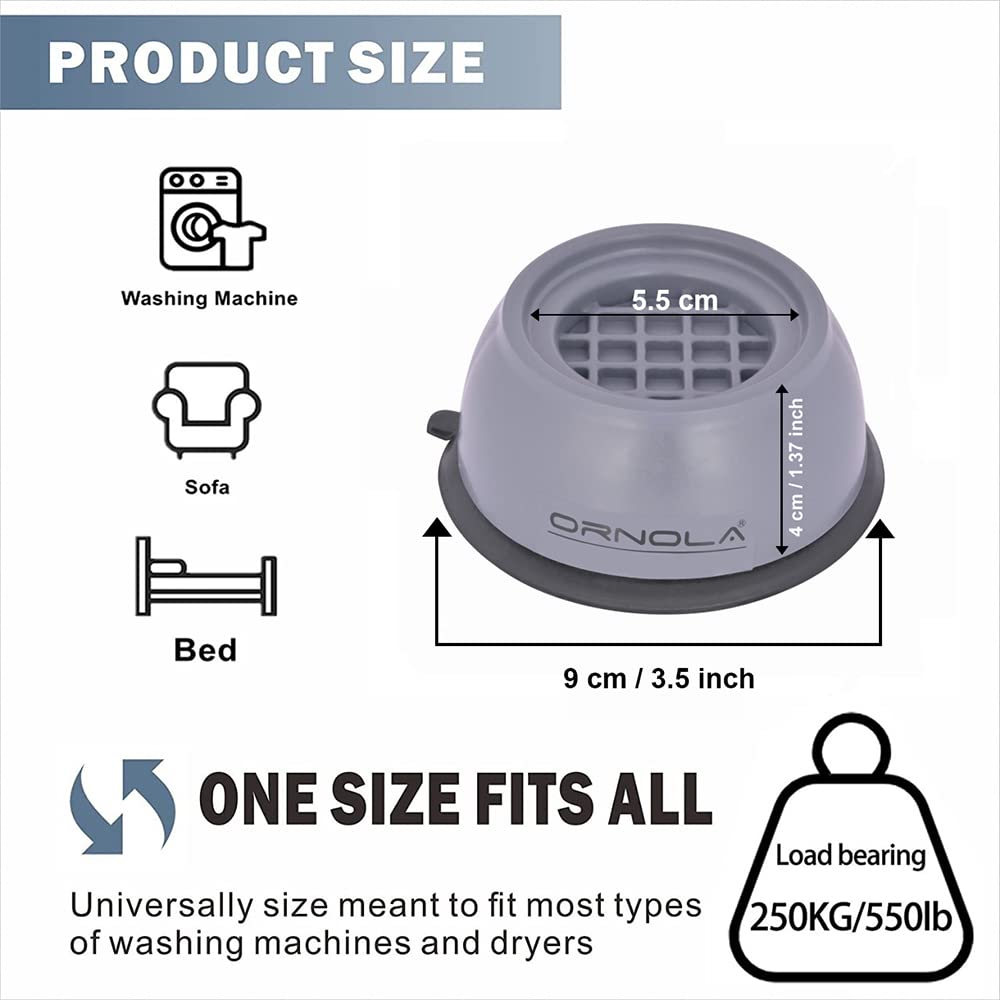 PRODUCT SIZE
Washing Machine
Sofa
Bed
5.5 cm
4 cm / 1.37 inch
ORNOLA®
9 cm / 3.5 inch
ONE SIZE FITS ALL
Universally size meant to fit most types
of washing machines and dryers
Load bearing
250KG/550lb